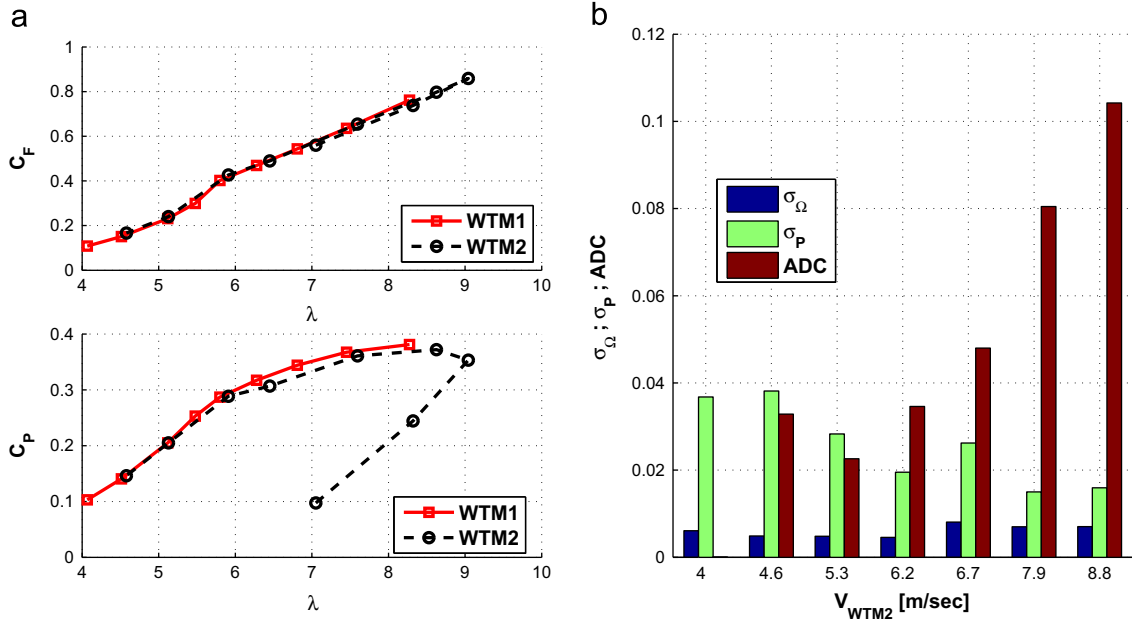 a
1
0.8
0.6
0.4
0.2
0
C_F
4 5 6 7 8 9 10
λ
WTM1
WTM2
0.4
0.3
0.2
0.1
0
C_P
4 5 6 7 8 9 10
λ
WTM1
WTM2
b
0.12
0.1
0.08
0.06
0.04
0.02
0
σ_Ω ; σ_P ; ADC
σ_Ω
σ_P
ADC
4 4.6 5.3 6.2 6.7 7.9 8.8
V_WTM2 [m/sec]